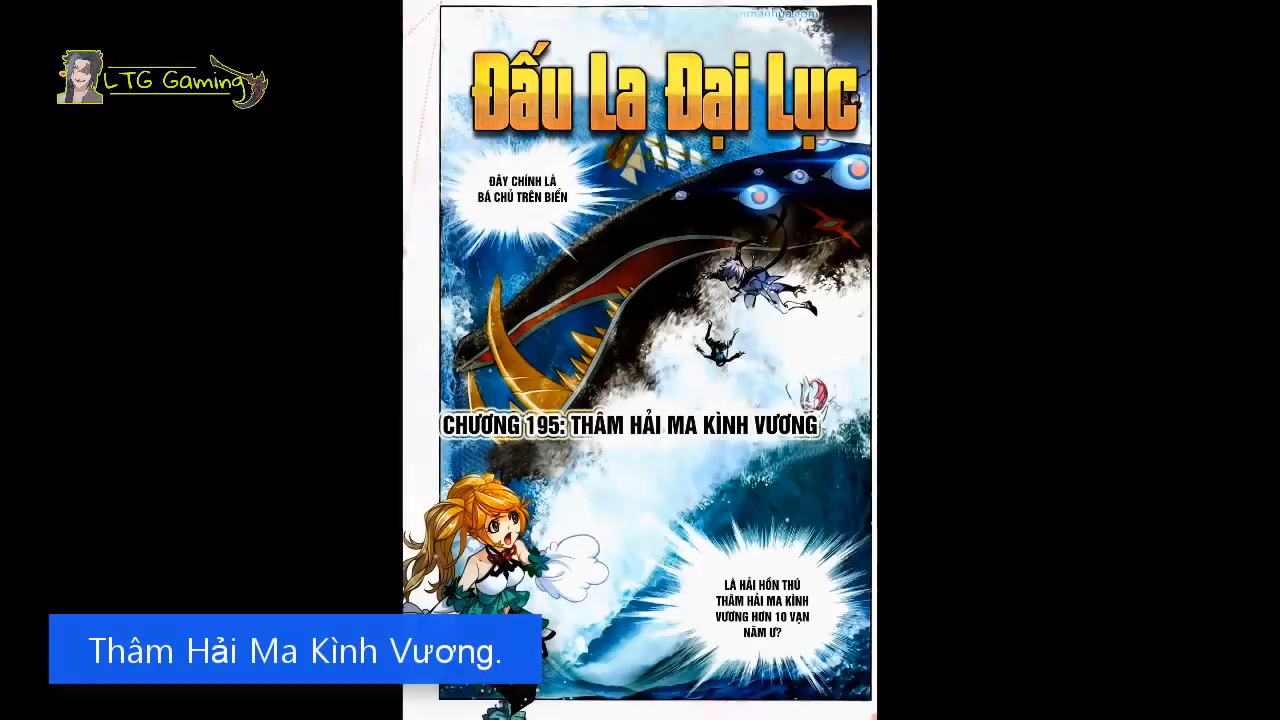 LTG Gaming
Đấu La Đại Lục
ĐÂY CHÍNH LÀ
BÁ CHỦ TRÊN BIỂN
CHƯƠNG 195: THÂM HẢI MA KÌNH VƯƠNG
LÀ HẢI HỒN THÚ
THÂM HẢI MA KÌNH
VƯƠNG HƠN 10 VẠN
NĂM Ư?
Thâm Hải Ma Kình Vương.